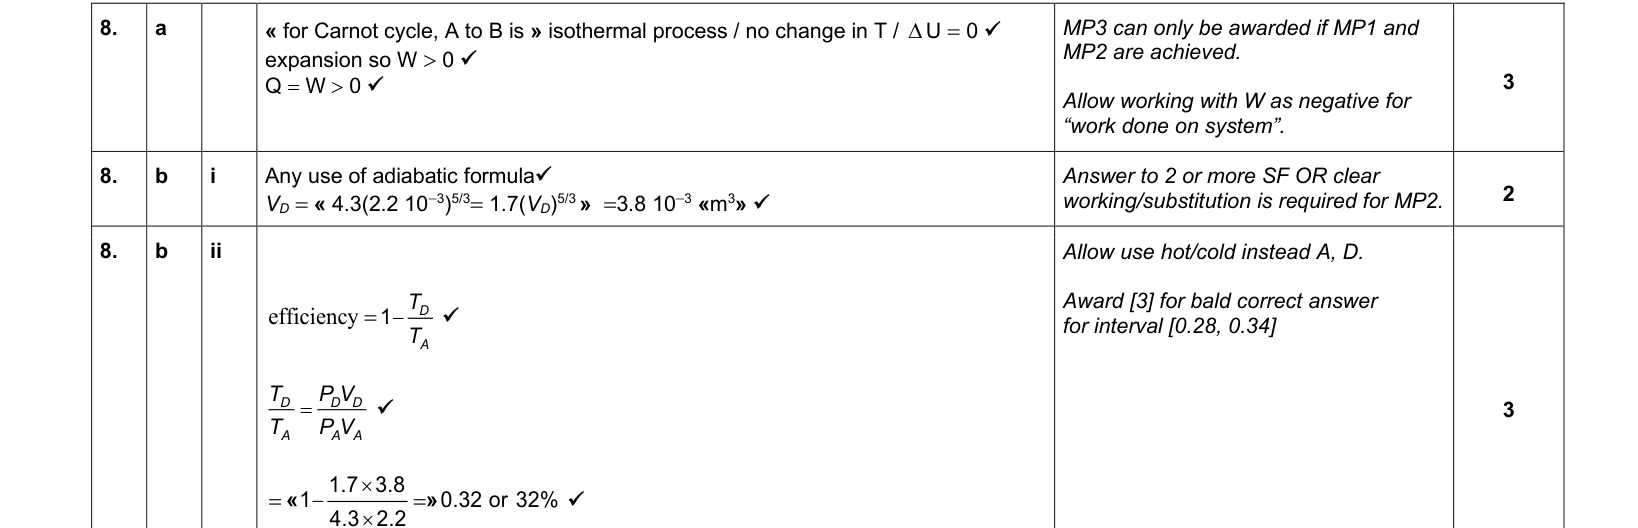 8. a « for Carnot cycle, A to B is » isothermal process / no change in T / ΔU = 0 ✓
expansion so W > 0 ✓
Q = W > 0 ✓
MP3 can only be awarded if MP1 and
MP2 are achieved.
Allow working with W as negative for
“work done on system”.
3
8. b i Any use of adiabatic formula✓
V_D = « 4.3(2.2 10⁻³)^5/3= 1.7(V_D)^5/3 » =3.8 10⁻³ «m³» ✓
Answer to 2 or more SF OR clear
working/substitution is required for MP2.
2
8. b ii
efficiency = 1− T_D / T_A ✓
T_D / T_A = P_D V_D / P_A V_A ✓
= «1− 1.7×3.8 / 4.3×2.2 =» 0.32 or 32% ✓
Allow use hot/cold instead A, D.
Award [3] for bald correct answer
for interval [0.28, 0.34]
3